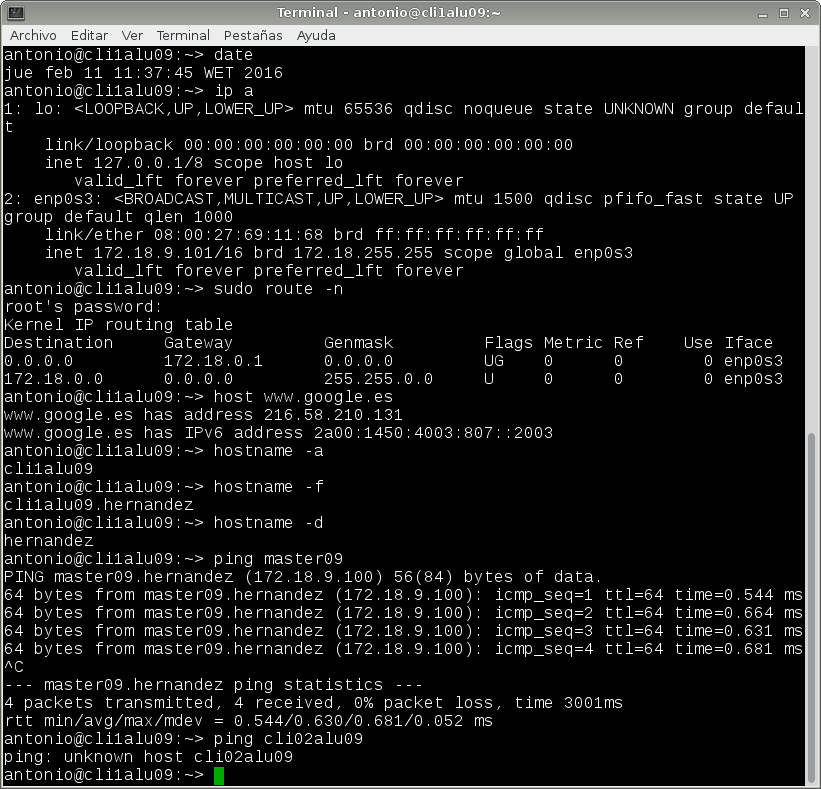 Terminal - antonio@cli1alu09:~
Archivo Editar Ver Terminal Pestañas Ayuda
antonio@cli1alu09:~> date
jue feb 11 11:37:45 WET 2016
antonio@cli1alu09:~> ip a
1: lo: <LOOPBACK,UP,LOWER_UP> mtu 65536 qdisc noqueue state UNKNOWN group defaul
t
    link/loopback 00:00:00:00:00:00 brd 00:00:00:00:00:00
    inet 127.0.0.1/8 scope host lo
       valid_lft forever preferred_lft forever
2: enp0s3: <BROADCAST,MULTICAST,UP,LOWER_UP> mtu 1500 qdisc pfifo_fast state UP
group default qlen 1000
    link/ether 08:00:27:69:11:68 brd ff:ff:ff:ff:ff:ff
    inet 172.18.9.101/16 brd 172.18.255.255 scope global enp0s3
       valid_lft forever preferred_lft forever
antonio@cli1alu09:~> sudo route -n
root's password:
Kernel IP routing table
Destination     Gateway         Genmask         Flags Metric Ref    Use Iface
0.0.0.0         172.18.0.1      0.0.0.0         UG    0      0        0 enp0s3
172.18.0.0      0.0.0.0         255.255.0.0     U     0      0        0 enp0s3
antonio@cli1alu09:~> host www.google.es
www.google.es has address 216.58.210.131
www.google.es has IPv6 address 2a00:1450:4003:807::2003
antonio@cli1alu09:~> hostname -a
cli1alu09
antonio@cli1alu09:~> hostname -f
cli1alu09.hernandez
antonio@cli1alu09:~> hostname -d
hernandez
antonio@cli1alu09:~> ping master09
PING master09.hernandez (172.18.9.100) 56(84) bytes of data.
64 bytes from master09.hernandez (172.18.9.100): icmp_seq=1 ttl=64 time=0.544 ms
64 bytes from master09.hernandez (172.18.9.100): icmp_seq=2 ttl=64 time=0.664 ms
64 bytes from master09.hernandez (172.18.9.100): icmp_seq=3 ttl=64 time=0.631 ms
64 bytes from master09.hernandez (172.18.9.100): icmp_seq=4 ttl=64 time=0.681 ms
^C
--- master09.hernandez ping statistics ---
4 packets transmitted, 4 received, 0% packet loss, time 3001ms
rtt min/avg/max/mdev = 0.544/0.630/0.681/0.052 ms
antonio@cli1alu09:~> ping cli02alu09
ping: unknown host cli02alu09
antonio@cli1alu09:~>